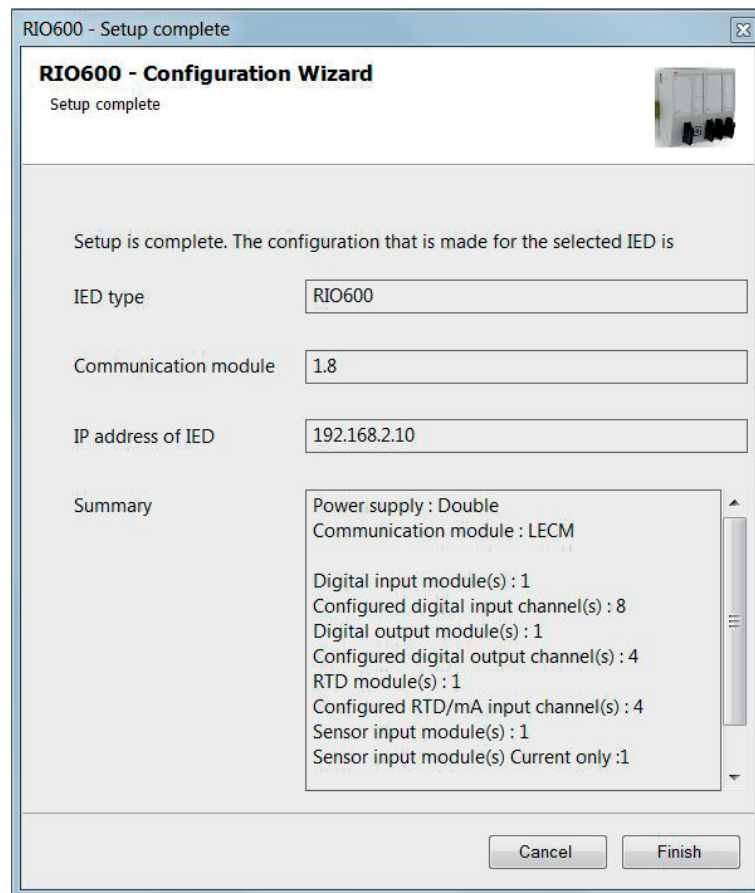 RIO600 - Setup complete
RIO600 - Configuration Wizard
Setup complete
Setup is complete. The configuration that is made for the selected IED is
IED type
RIO600
Communication module
1.8
IP address of IED
192.168.2.10
Summary
Power supply : Double
Communication module : LECM
Digital input module(s) : 1
Configured digital input channel(s) : 8
Digital output module(s) : 1
Configured digital output channel(s) : 4
RTD module(s) : 1
Configured RTD/mA input channel(s) : 4
Sensor input module(s) : 1
Sensor input module(s) Current only :1
Cancel
Finish